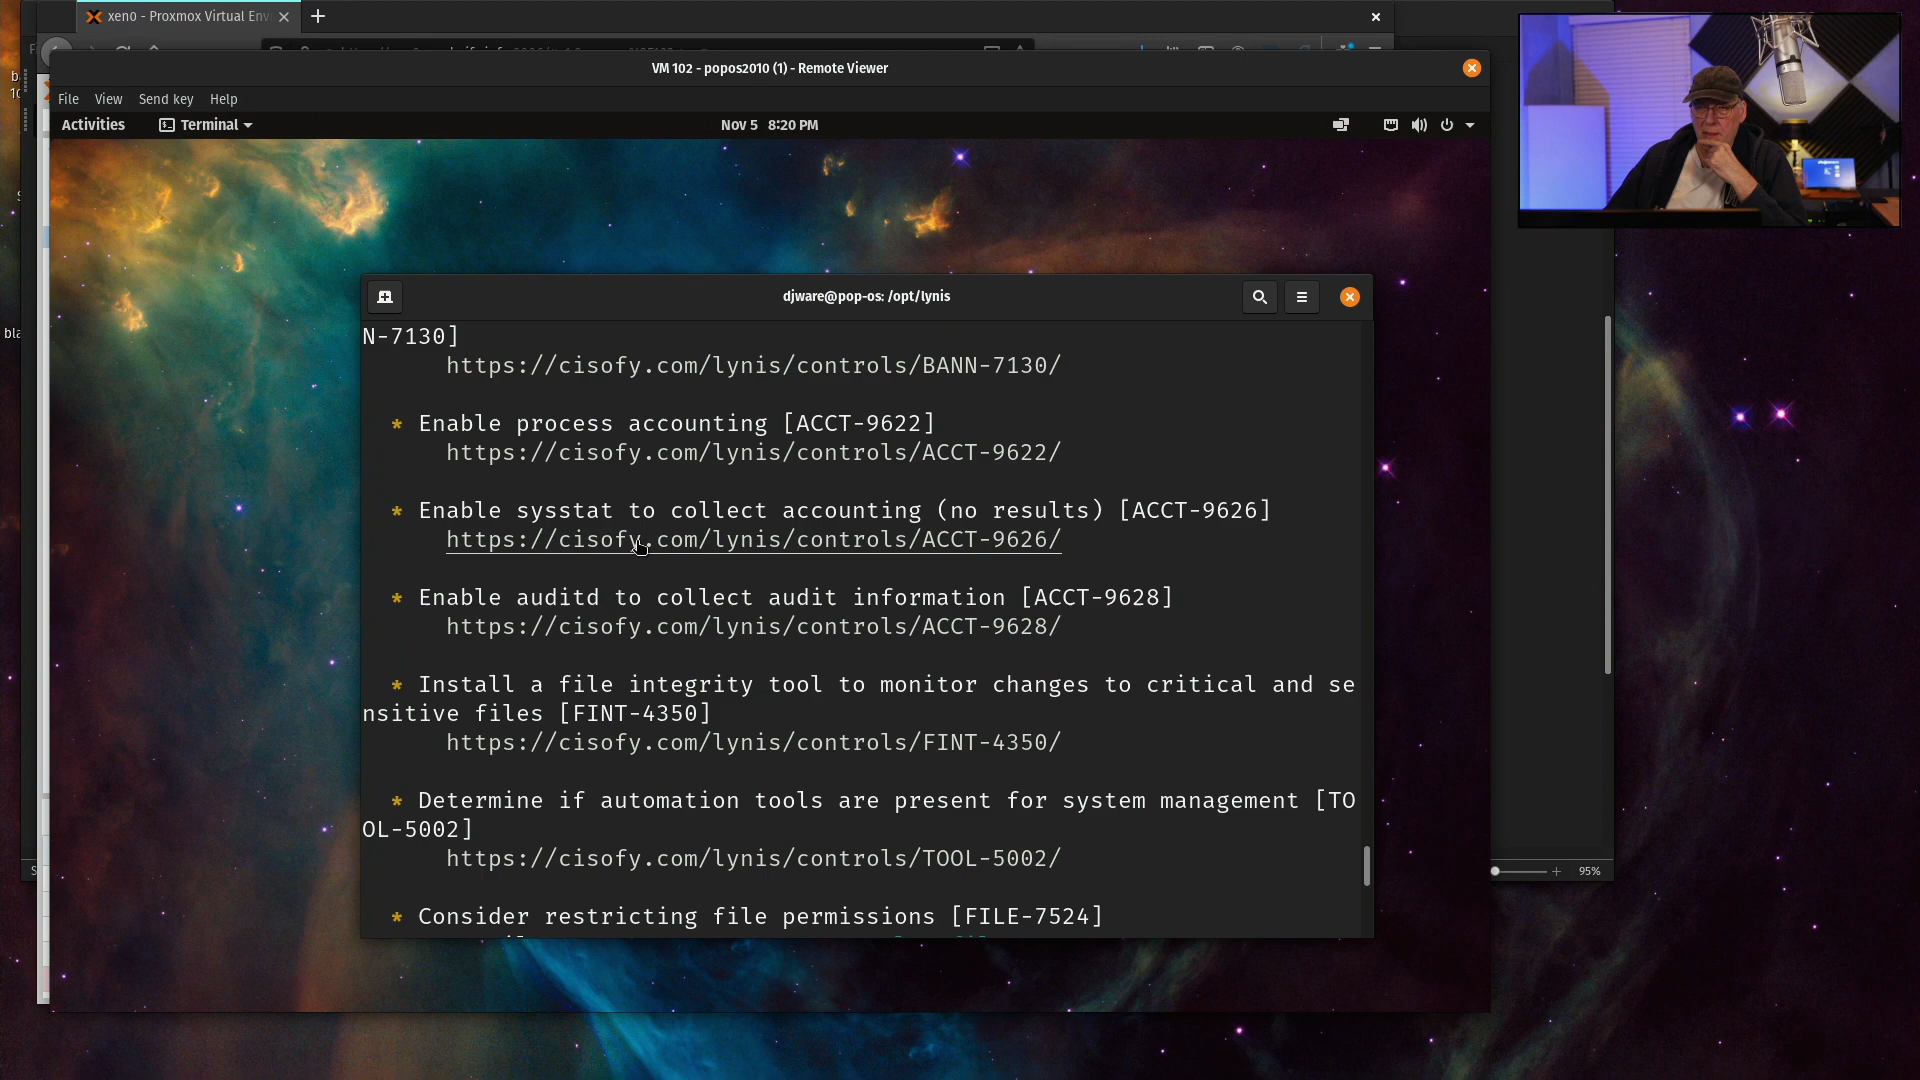 xen0 - Proxmox Virtual Env
VM 102 - popos2010 (1) - Remote Viewer
File View Send key Help
Activities Terminal Nov 5 8:20 PM
djware@pop-os: /opt/lynis
N-7130]
https://cisofy.com/lynis/controls/BANN-7130/
* Enable process accounting [ACCT-9622]
https://cisofy.com/lynis/controls/ACCT-9622/
* Enable sysstat to collect accounting (no results) [ACCT-9626]
https://cisofy.com/lynis/controls/ACCT-9626/
* Enable auditd to collect audit information [ACCT-9628]
https://cisofy.com/lynis/controls/ACCT-9628/
* Install a file integrity tool to monitor changes to critical and se
nsitive files [FINT-4350]
https://cisofy.com/lynis/controls/FINT-4350/
* Determine if automation tools are present for system management [TO
OL-5002]
https://cisofy.com/lynis/controls/TOOL-5002/
* Consider restricting file permissions [FILE-7524]
95%